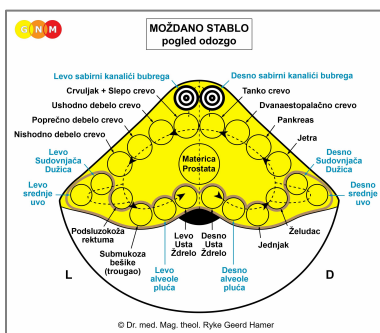 G N M
MOŽDANO STABLO
pogled odozgo
Levo sabirni kanalići bubrega
Desno sabirni kanalići bubrega
Crvuljak + Slepo crevo
Tanko crevo
Ushodno debelo crevo
Dvanaestopalačno crevo
Poprečno debelo crevo
Pankreas
Nishodno debelo crevo
Jetra
Levo
Sudovnjača
Dužica
Desno
Sudovnjača
Dužica
Materica
Prostata
Levo
srednje
uvo
Desno
srednje
uvo
Podsluzokoža
rektuma
Submukoza
bešike
(trougao)
Levo
Usta
Ždrelo
Desno
Usta
Ždrelo
Želudac
Jednjak
Levo
alveole
pluća
Desno
alveole
pluća
L
D
© Dr. med. Mag. theol. Ryke Geerd Hamer